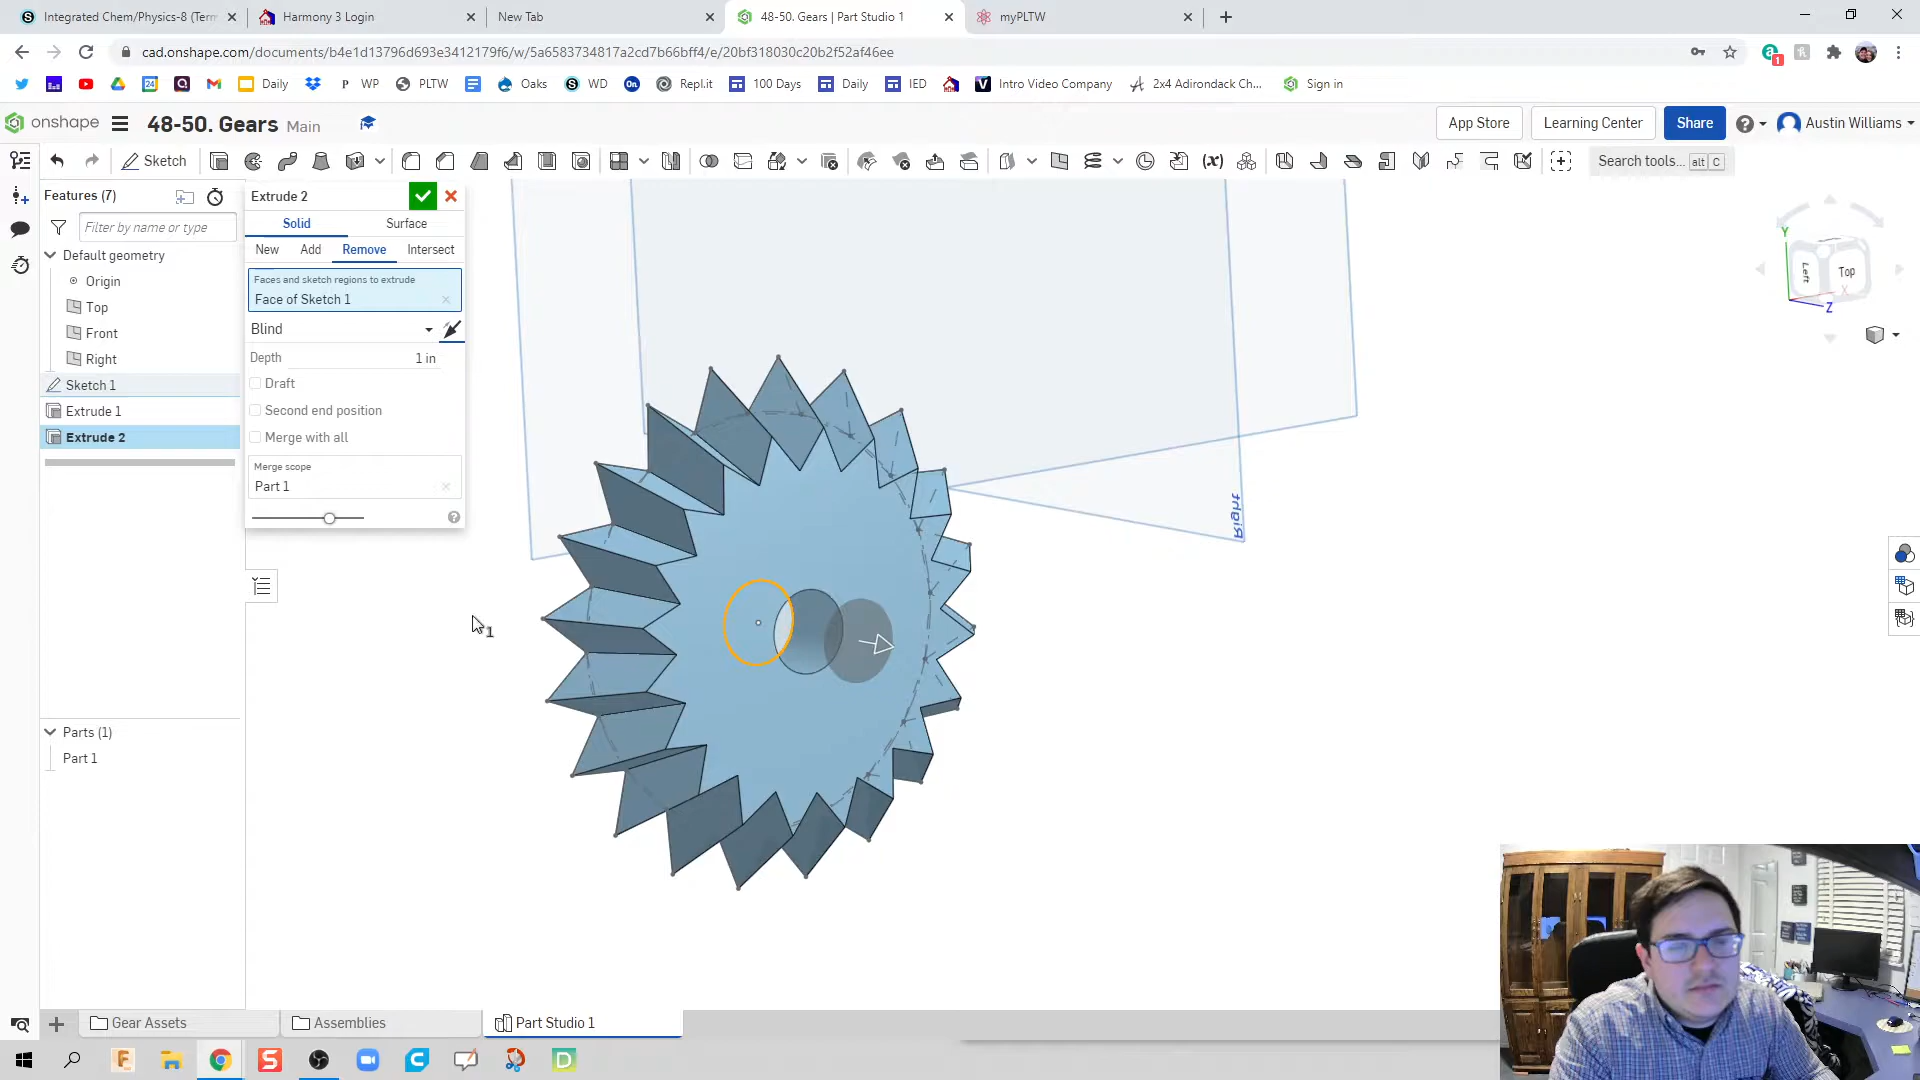 Integrated Chem/Physics-8 (Ter
Harmony 3 Login
New Tab
48-50. Gears | Part Studio 1
myPLTW
cad.onshape.com/documents/b4e1d13796d693e3412179f6/w/5a6583734817a2cd7b66bff4/e/20bf318030c20b2f52af46ee
Daily
WP
PLTW
Oaks
WD
Repl.it
100 Days
Daily
IED
Intro Video Company
2x4 Adirondack Ch...
Sign in
onshape
48-50. Gears Main
App Store
Learning Center
Share
Austin Williams
Sketch
Search tools... alt C
Features (7)
Filter by name or type
Default geometry
Origin
Top
Front
Right
Sketch 1
Extrude 1
Extrude 2
Parts (1)
Part 1
Extrude 2
Solid
Surface
New
Add
Remove
Intersect
Faces and sketch regions to extrude
Face of Sketch 1
Blind
Depth
1 in
Draft
Second end position
Merge with all
Merge scope
Part 1
Right
1
Y
Left
Top
X
Z
Gear Assets
Assemblies
Part Studio 1